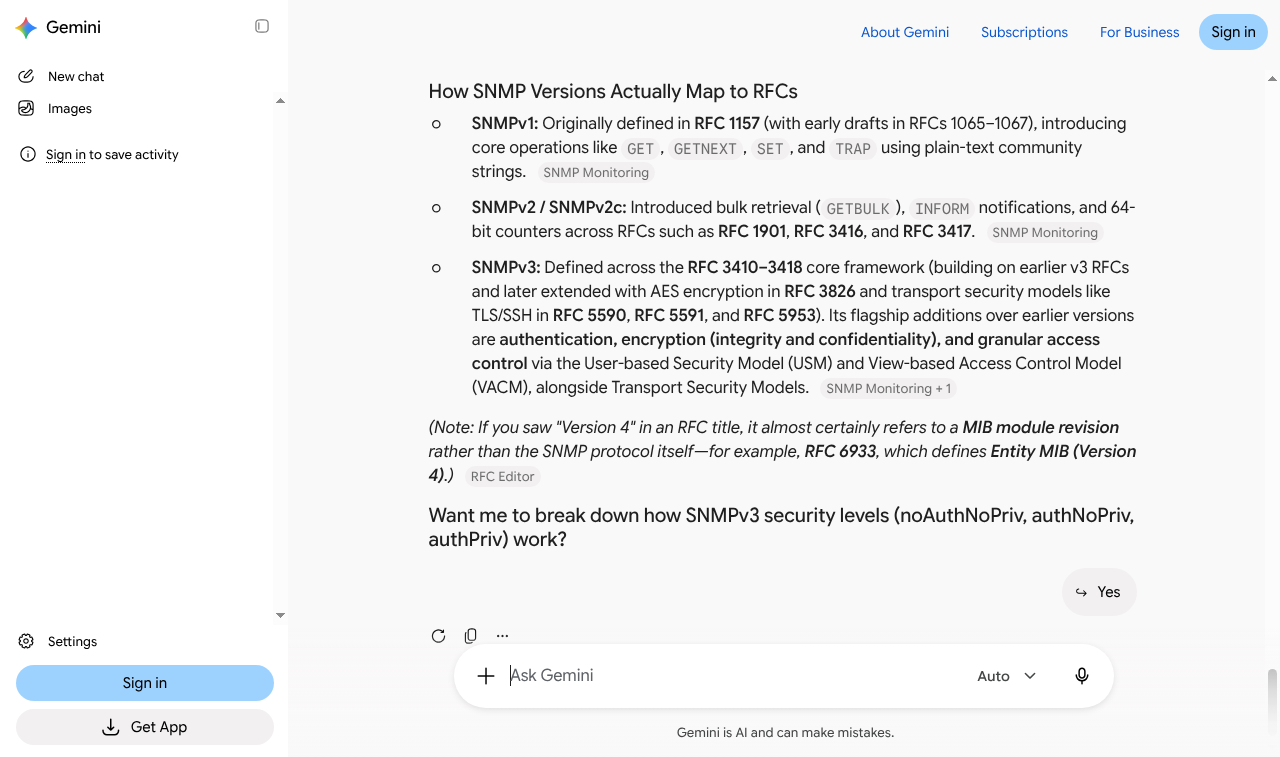 Gemini
New chat
Images
Sign in to save activity
Settings
Sign in
Get App
About Gemini
Subscriptions
For Business
Sign in
How SNMP Versions Actually Map to RFCs
SNMPv1: Originally defined in RFC 1157 (with early drafts in RFCs 1065–1067), introducing
core operations like GET, GETNEXT, SET, and TRAP using plain-text community
strings. SNMP Monitoring
SNMPv2 / SNMPv2c: Introduced bulk retrieval (GETBULK), INFORM notifications, and 64-
bit counters across RFCs such as RFC 1901, RFC 3416, and RFC 3417. SNMP Monitoring
SNMPv3: Defined across the RFC 3410–3418 core framework (building on earlier v3 RFCs
and later extended with AES encryption in RFC 3826 and transport security models like
TLS/SSH in RFC 5590, RFC 5591, and RFC 5953). Its flagship additions over earlier versions
are authentication, encryption (integrity and confidentiality), and granular access
control via the User-based Security Model (USM) and View-based Access Control Model
(VACM), alongside Transport Security Models. SNMP Monitoring + 1
(Note: If you saw "Version 4" in an RFC title, it almost certainly refers to a MIB module revision
rather than the SNMP protocol itself—for example, RFC 6933, which defines Entity MIB (Version
4).) RFC Editor
Want me to break down how SNMPv3 security levels (noAuthNoPriv, authNoPriv,
authPriv) work?
Yes
Ask Gemini
Auto
Gemini is AI and can make mistakes.